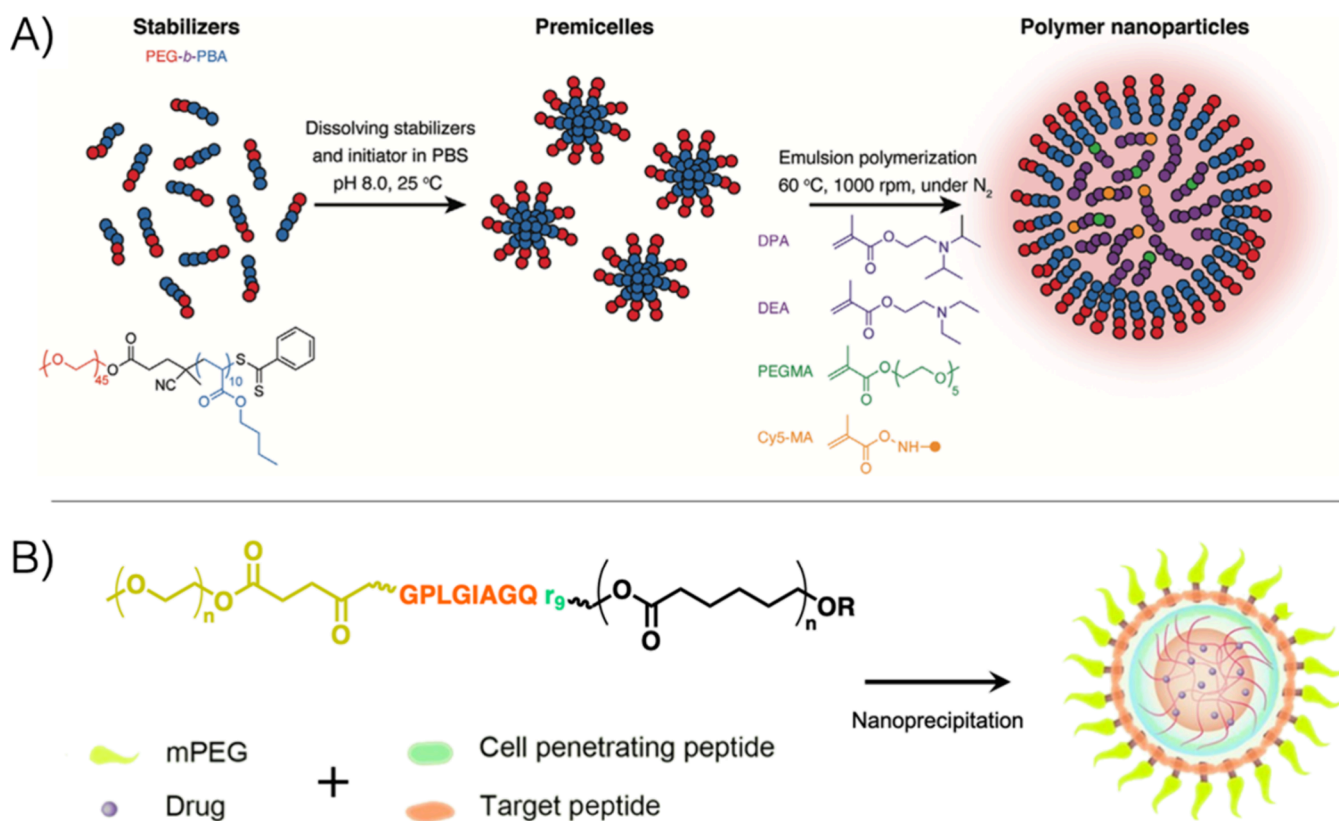 A)
Stabilizers
PEG-b-PBA
Premicelles
Polymer nanoparticles
Dissolving stabilizers
and initiator in PBS
pH 8.0, 25 °C
Emulsion polymerization
60 °C, 1000 rpm, under N2
DPA
O
O
N
DEA
O
O
N
PEGMA
O
O
O
5
Cy5-MA
O
O
NH
O
45
O
O
NC
10
S
S
O
O
B)
O
n
O
O
O
GPLGIAGQ r9
O
O
n
OR
Nanoprecipitation
mPEG
Drug
+
Cell penetrating peptide
Target peptide